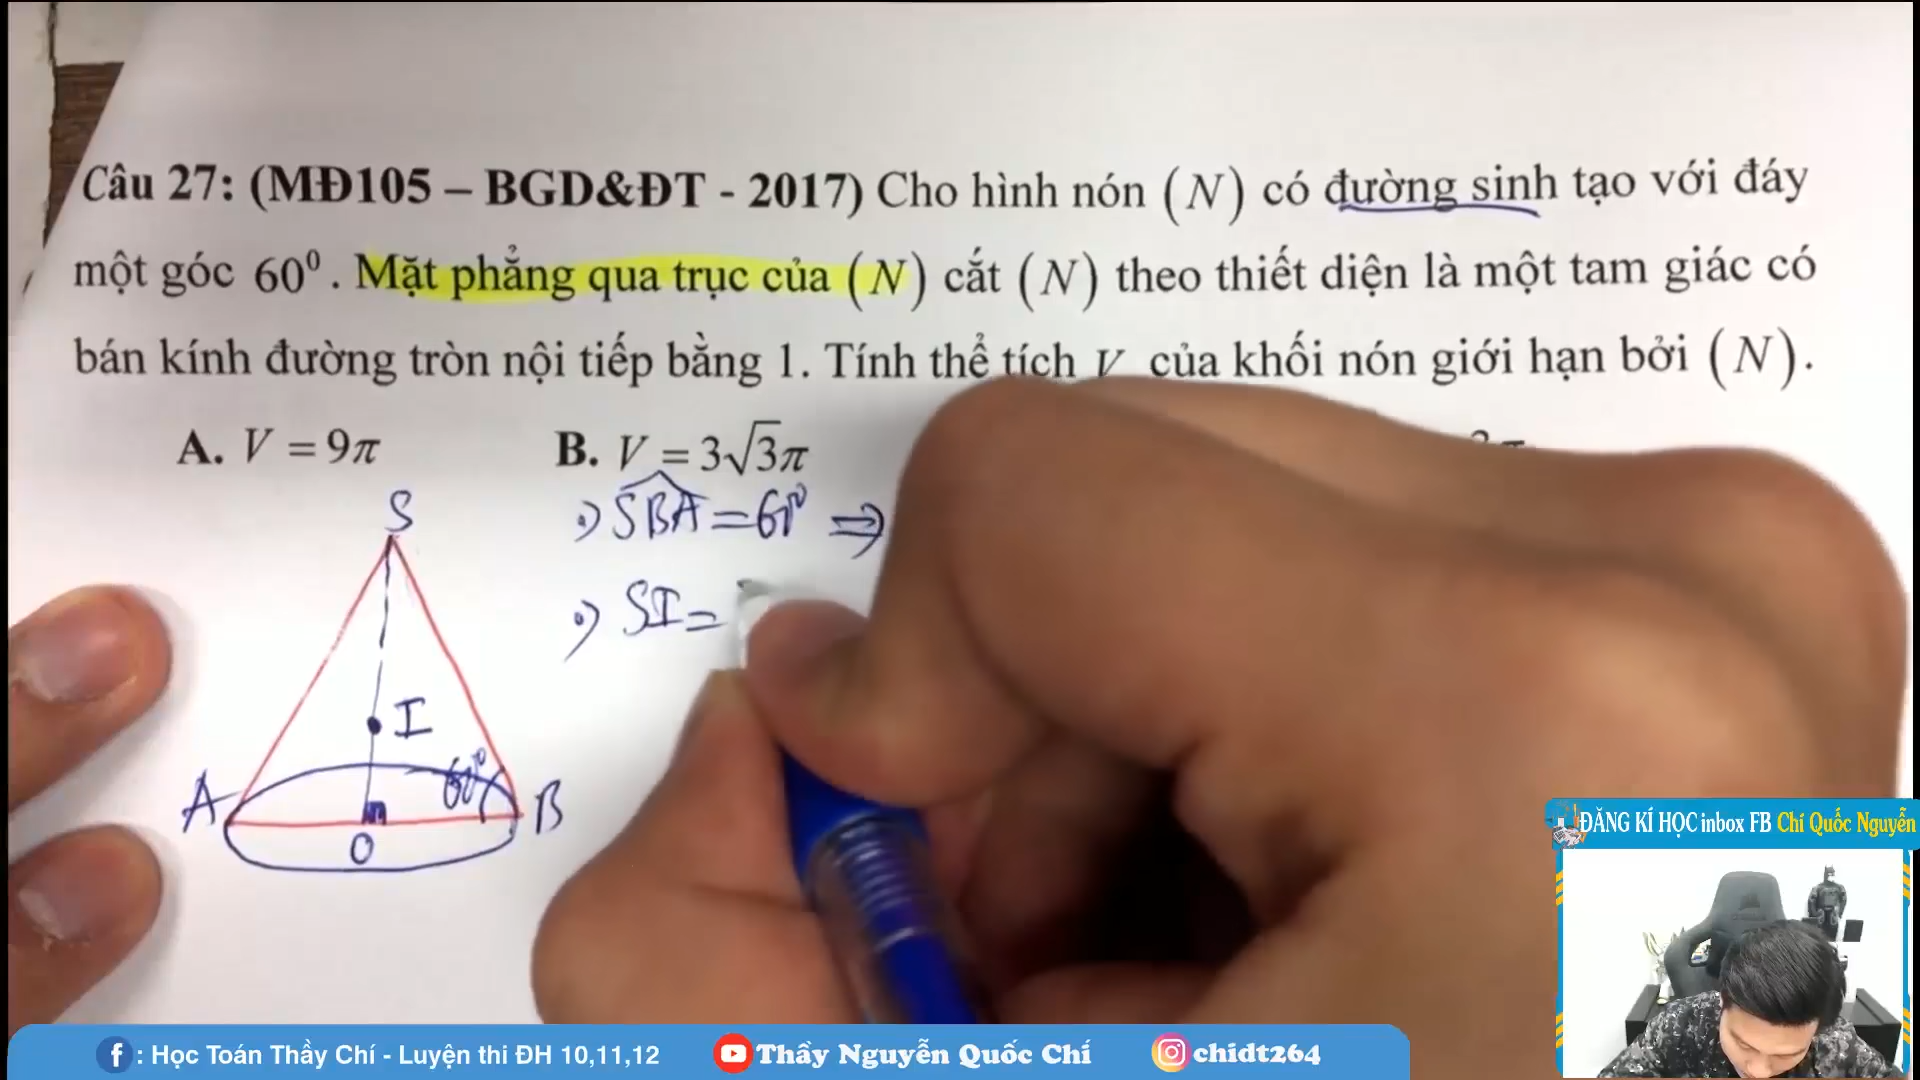 Câu 27: (MĐ105 – BGD&ĐT - 2017) Cho hình nón (N) có đường sinh tạo với đáy
một góc 60⁰. Mặt phẳng qua trục của (N) cắt (N) theo thiết diện là một tam giác có
bán kính đường tròn nội tiếp bằng 1. Tính thể tích V của khối nón giới hạn bởi (N).
A. V = 9π B. V = 3√3π
SBA = 60⁰ ⇒
SI =
S
I
A
60⁰
B
O
ĐĂNG KÍ HỌC inbox FB Chí Quốc Nguyễn
f : Học Toán Thầy Chí - Luyện thi ĐH 10,11,12
Thầy Nguyễn Quốc Chí
chidt264